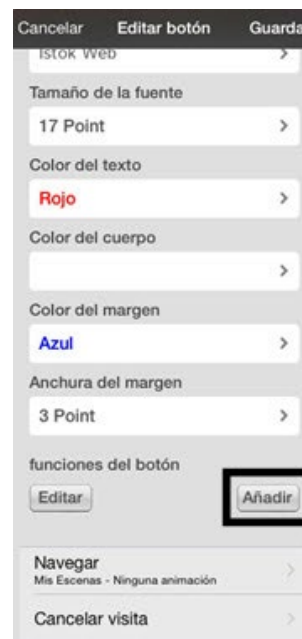 Cancelar Editar botón Guarda
Istok Web
Tamaño de la fuente
17 Point
Color del texto
Rojo
Color del cuerpo
Color del margen
Azul
Anchura del margen
3 Point
funciones del botón
Editar Añadir
Navegar
Mis Escenas - Ninguna animación
Cancelar visita